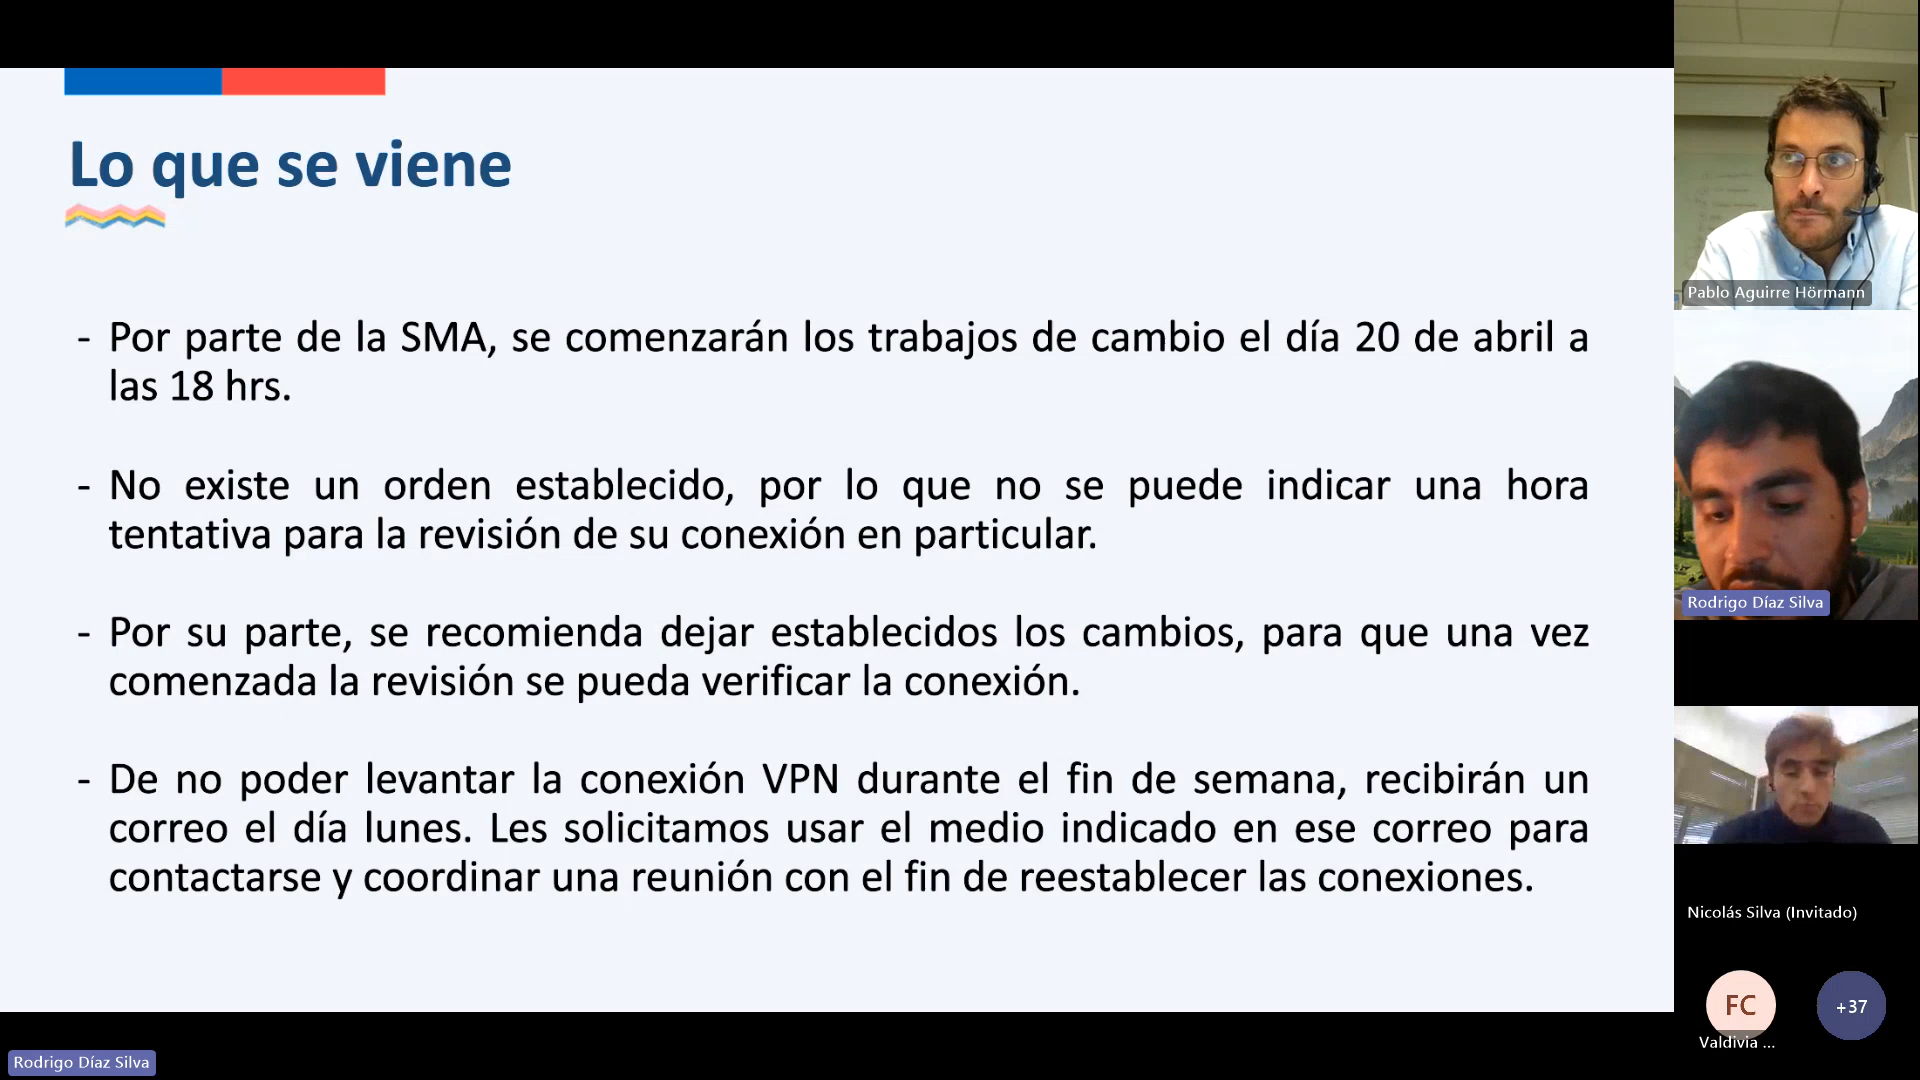 Lo que se viene
- Por parte de la SMA, se comenzarán los trabajos de cambio el día 20 de abril a
las 18 hrs.
- No existe un orden establecido, por lo que no se puede indicar una hora
tentativa para la revisión de su conexión en particular.
- Por su parte, se recomienda dejar establecidos los cambios, para que una vez
comenzada la revisión se pueda verificar la conexión.
- De no poder levantar la conexión VPN durante el fin de semana, recibirán un
correo el día lunes. Les solicitamos usar el medio indicado en ese correo para
contactarse y coordinar una reunión con el fin de reestablecer las conexiones.
Rodrigo Díaz Silva
Pablo Aguirre Hörmann
Rodrigo Díaz Silva
Nicolás Silva (Invitado)
FC
+37
Valdivia ...